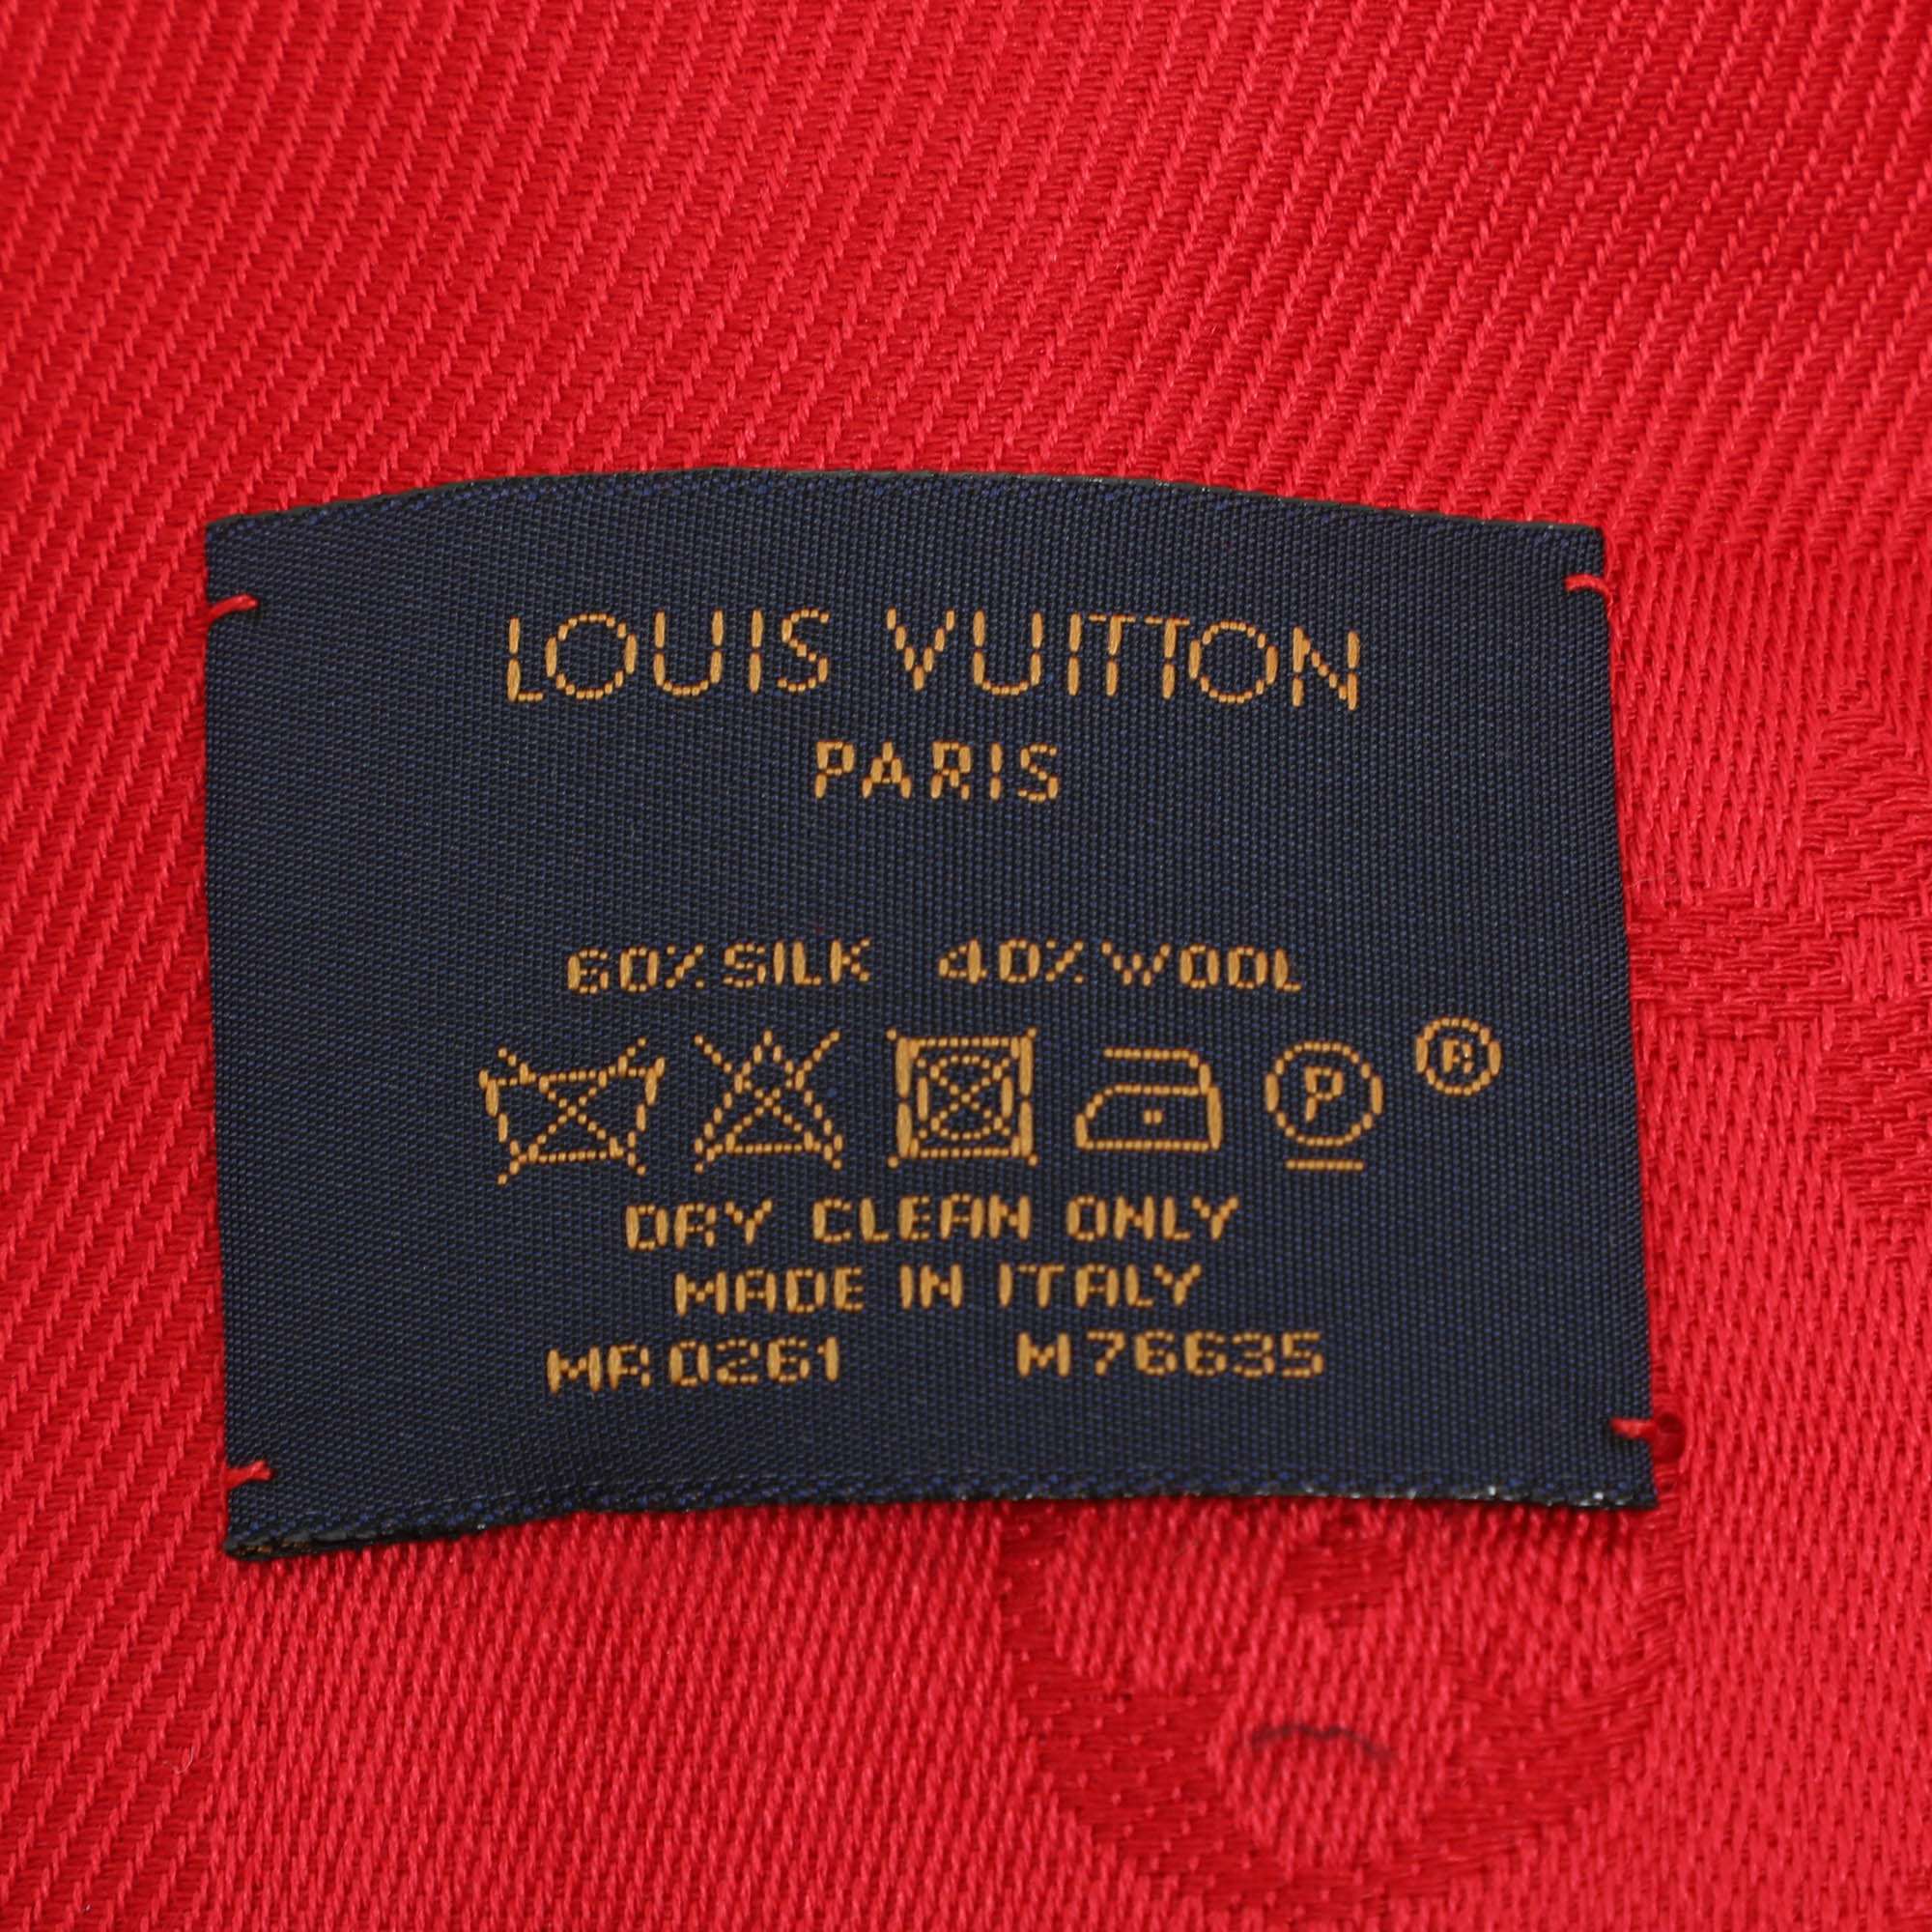 LOUIS VUITTON
PARIS
60% SILK 40% WOOL
P ®
DRY CLEAN ONLY
MADE IN ITALY
MR0261 M76635